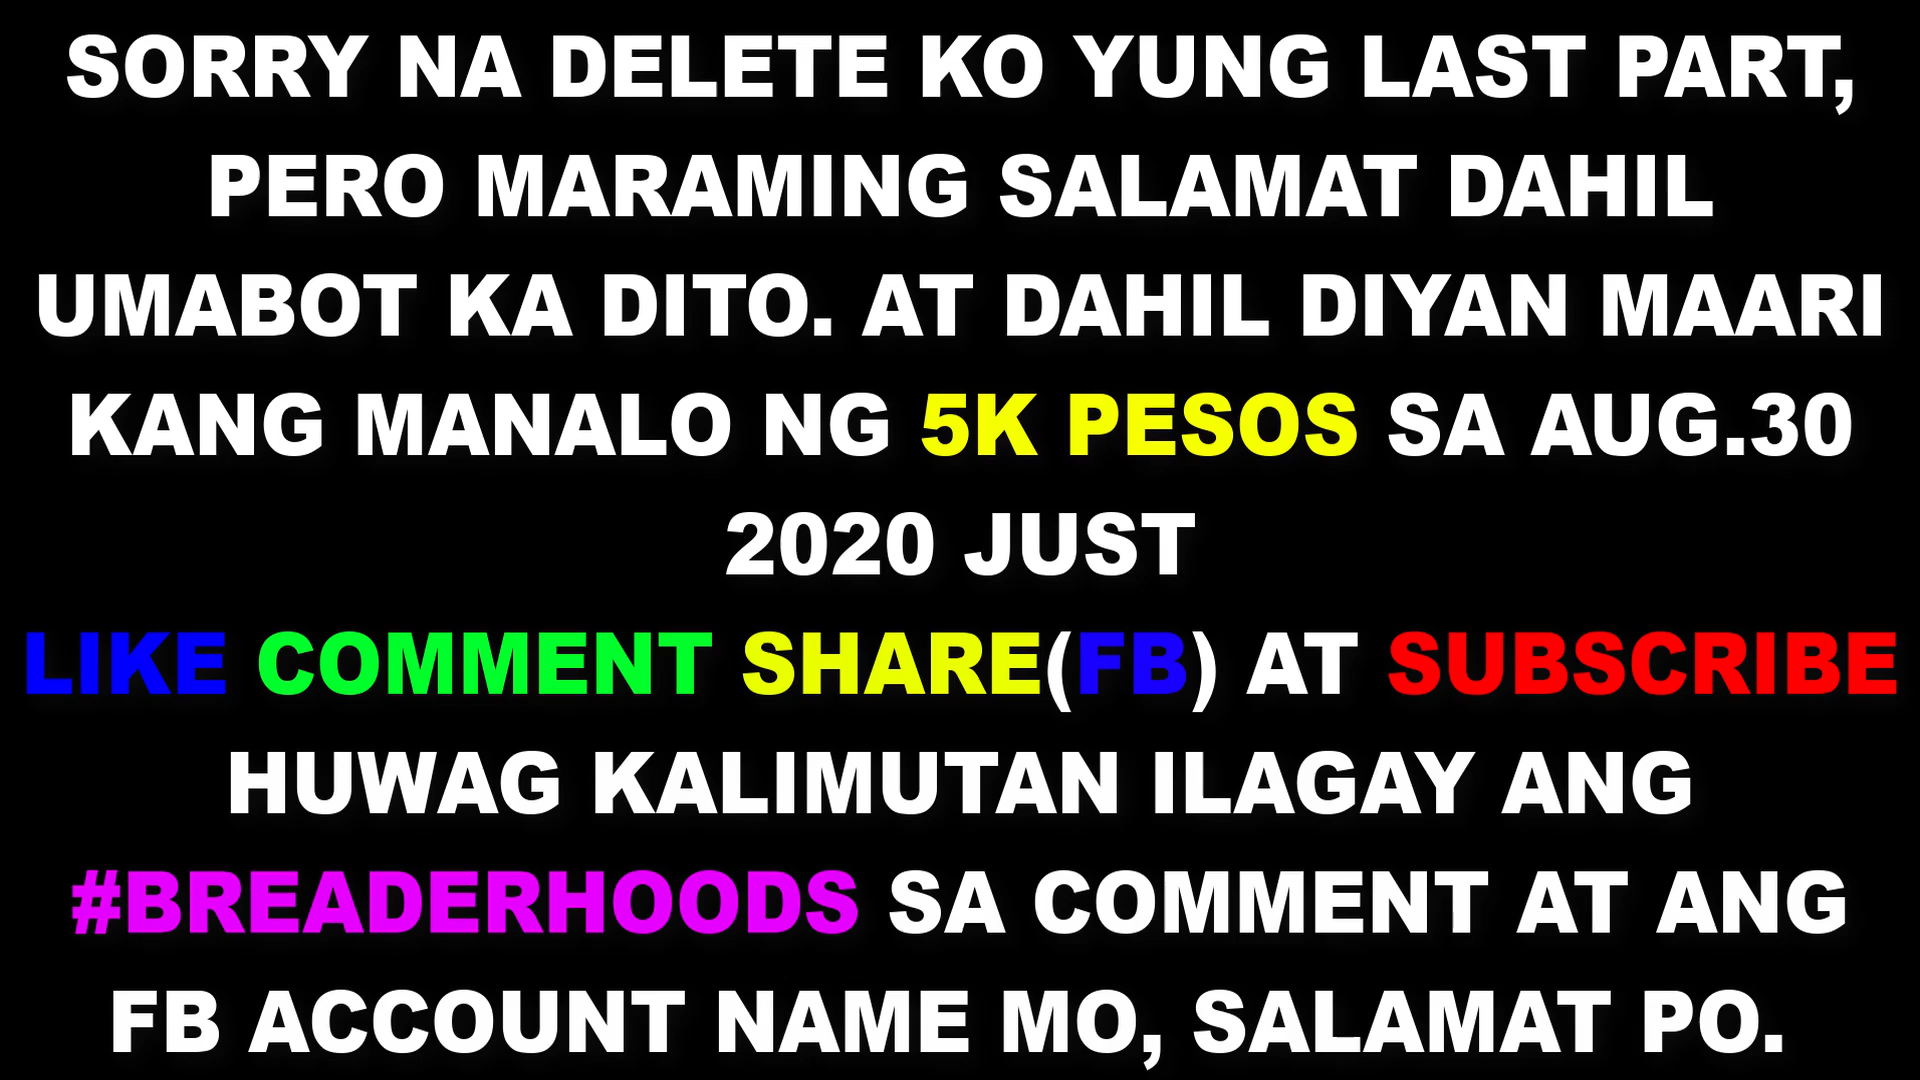 SORRY NA DELETE KO YUNG LAST PART,
PERO MARAMING SALAMAT DAHIL
UMABOT KA DITO. AT DAHIL DIYAN MAARI
KANG MANALO NG 5K PESOS SA AUG.30
2020 JUST
LIKE COMMENT SHARE(FB) AT SUBSCRIBE
HUWAG KALIMUTAN ILAGAY ANG
#BREADERHOODS SA COMMENT AT ANG
FB ACCOUNT NAME MO, SALAMAT PO.